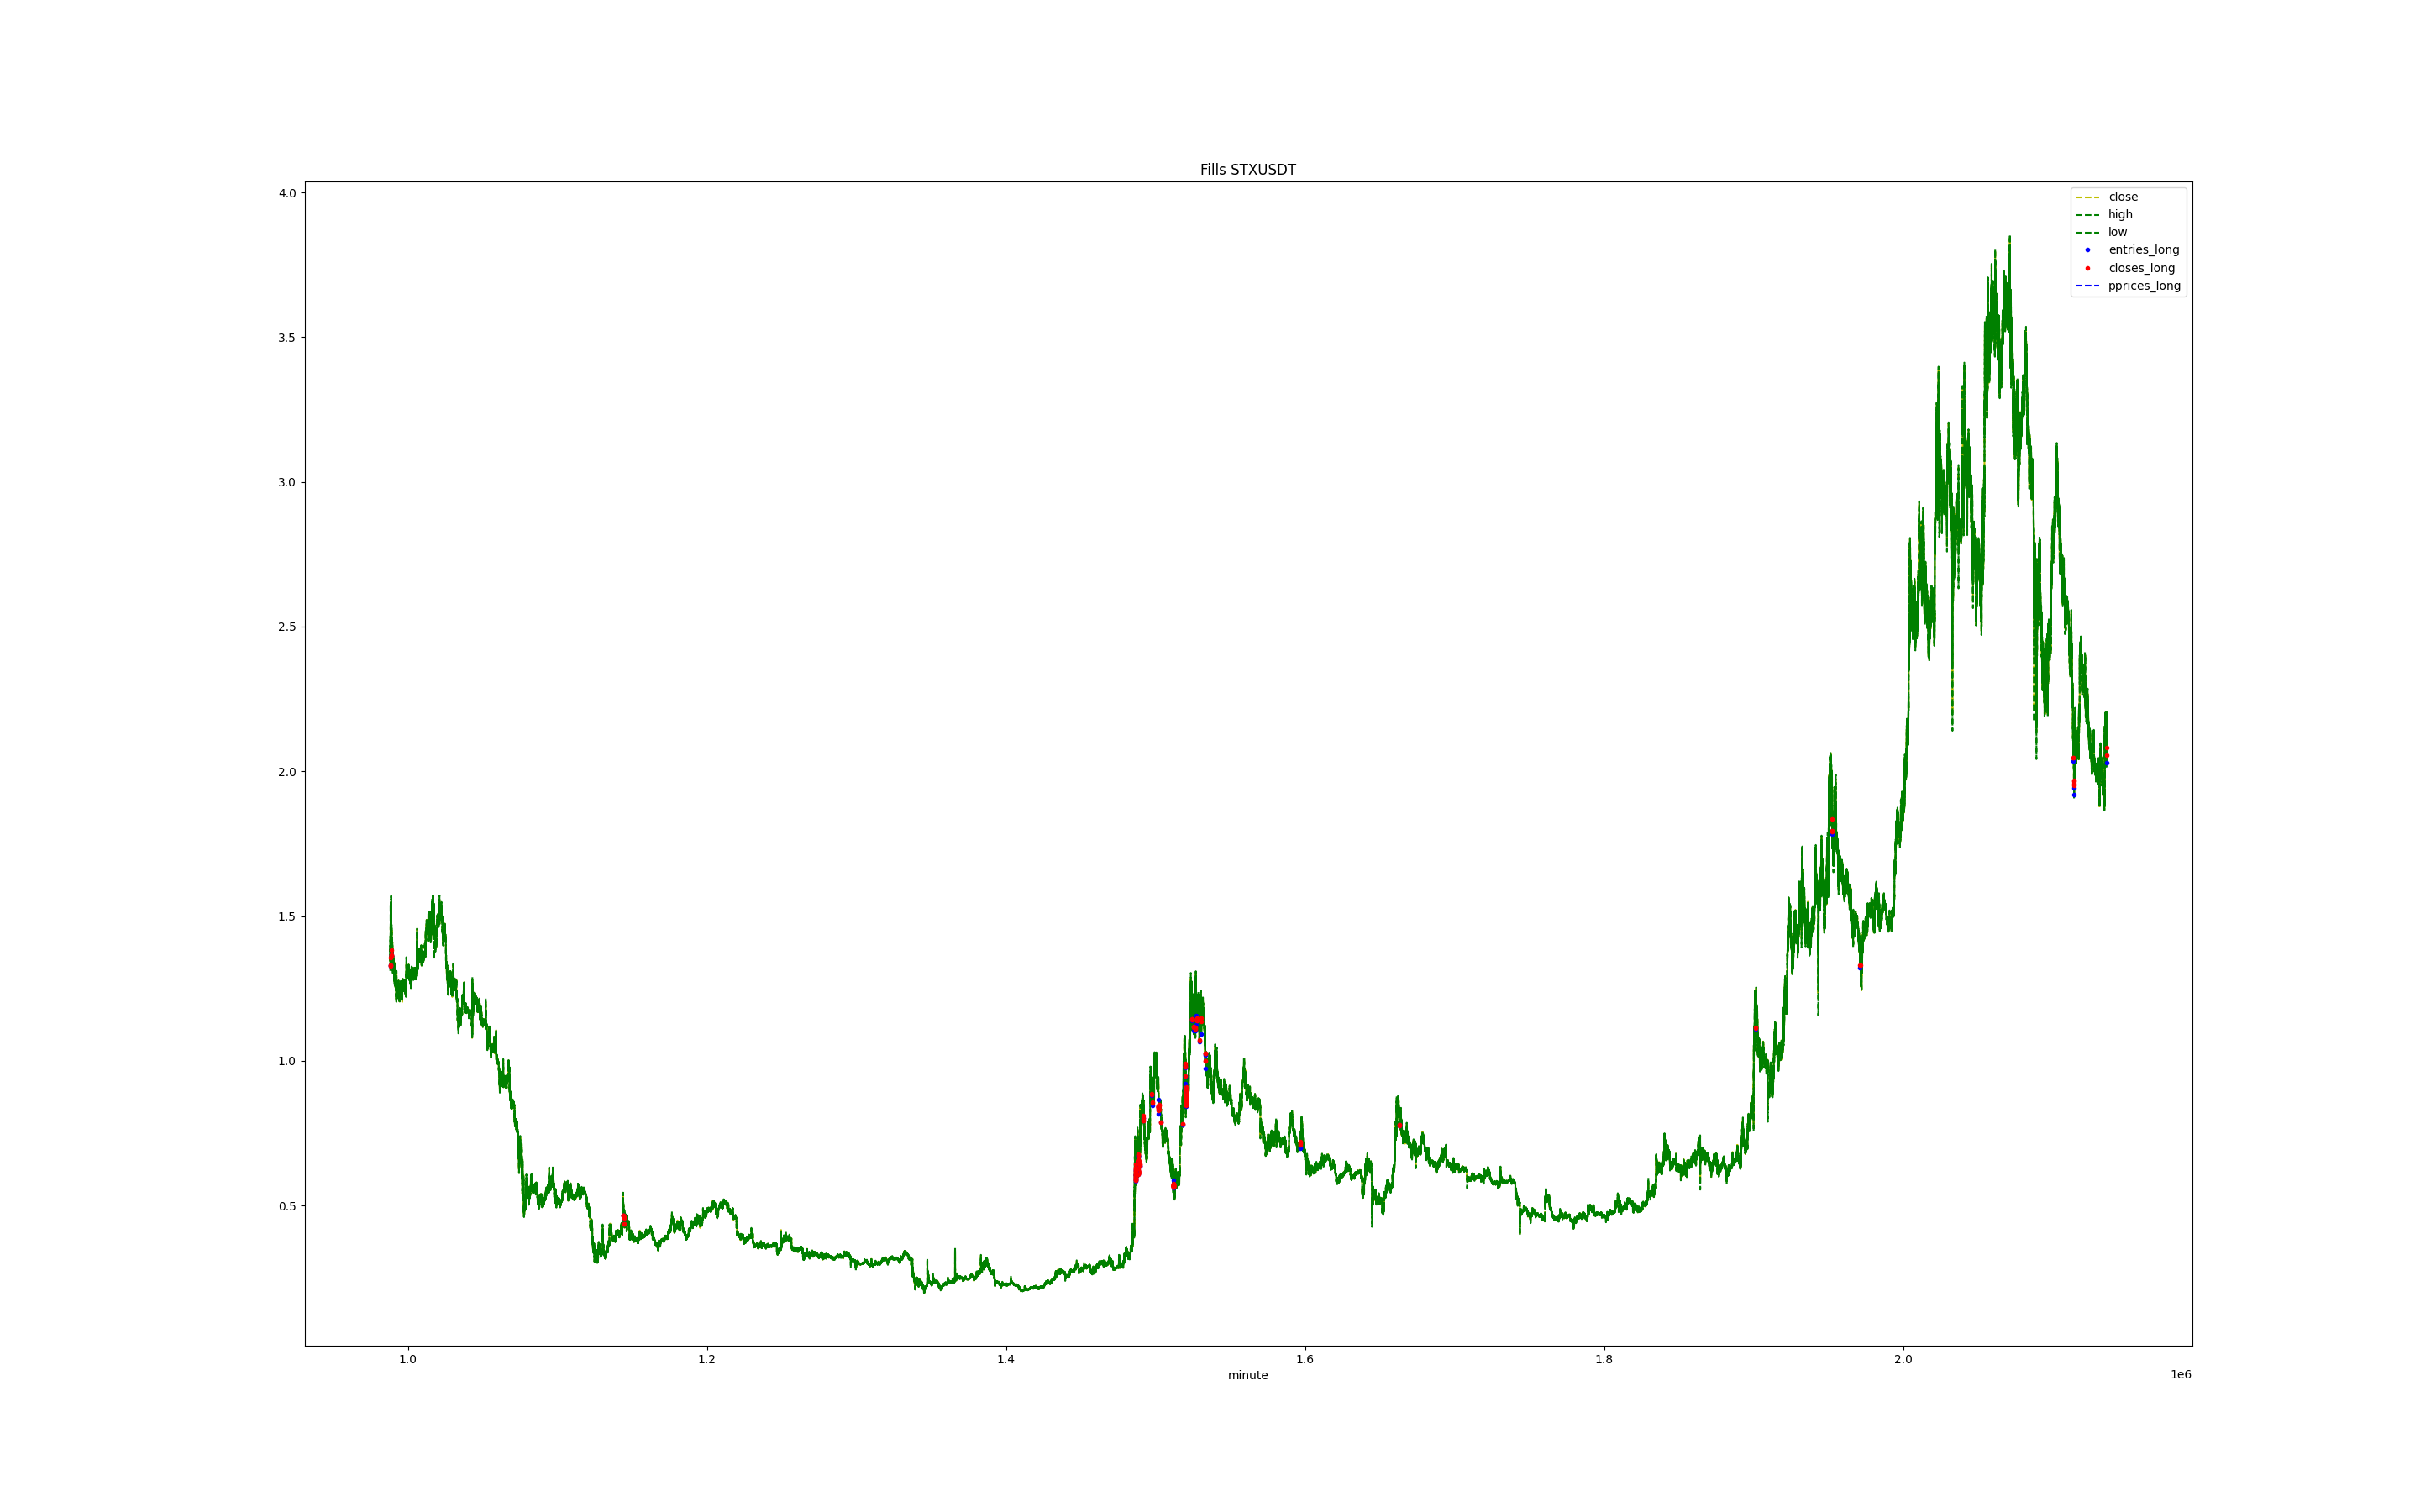 Fills STXUSDT
close
high
low
entries_long
closes_long
pprices_long
4.0
3.5
3.0
2.5
2.0
1.5
1.0
0.5
1.0 1.2 1.4 1.6 1.8 2.0
minute
1e6